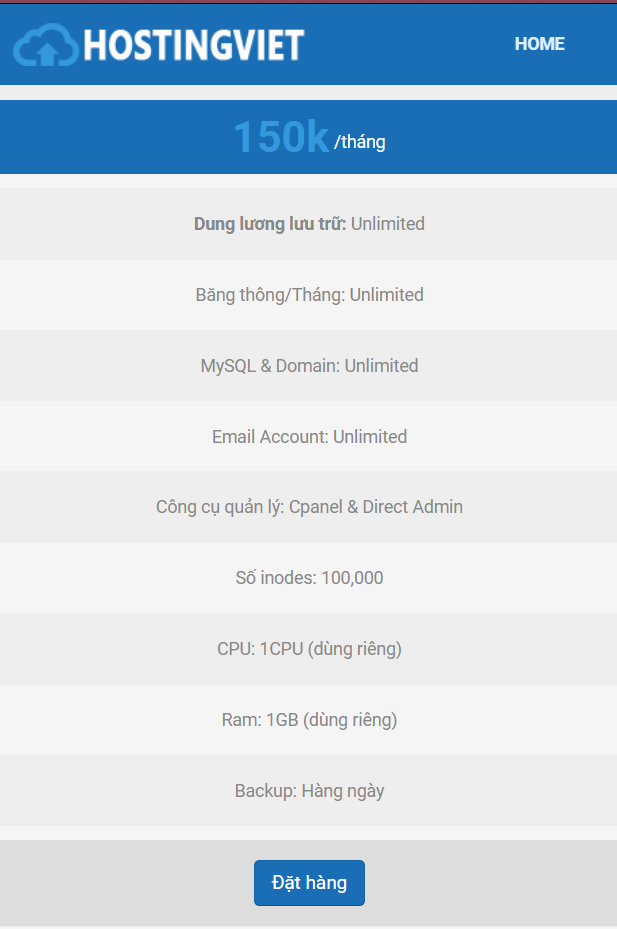 HOSTINGVIET
HOME
150k /tháng
Dung lương lưu trữ: Unlimited
Băng thông/Tháng: Unlimited
MySQL & Domain: Unlimited
Email Account: Unlimited
Công cụ quản lý: Cpanel & Direct Admin
Số inodes: 100,000
CPU: 1CPU (dùng riêng)
Ram: 1GB (dùng riêng)
Backup: Hàng ngày
Đặt hàng